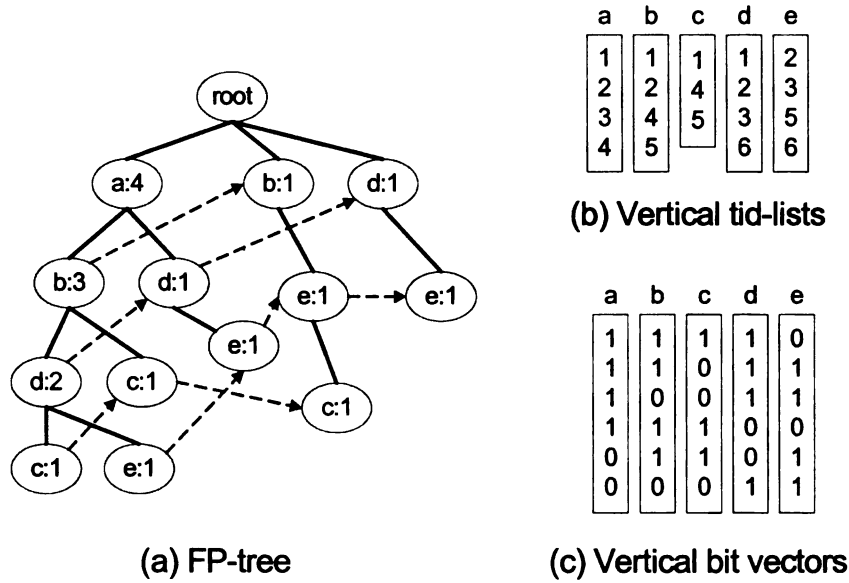 root
a:4 b:1 d:1
b:3 d:1 e:1 e:1
e:1
d:2 c:1 c:1
c:1 e:1
(a) FP-tree
a b c d e
1 1 1 1 2
2 2 4 2 3
3 4 5 3 5
4 5 6 6
(b) Vertical tid-lists
a b c d e
1 1 1 1 0
1 1 0 1 1
1 0 0 1 1
1 1 1 0 0
0 1 1 0 1
0 0 0 1 1
(c) Vertical bit vectors